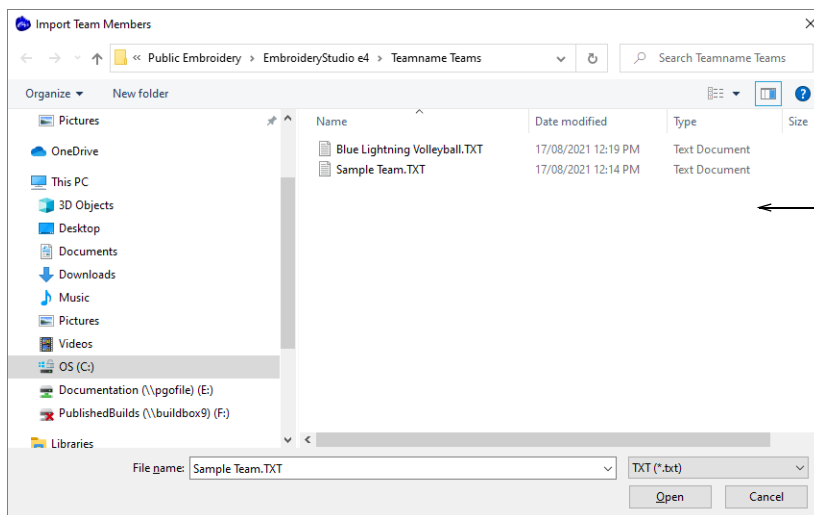 Import Team Members
« Public Embroidery > EmbroideryStudio e4 > Teamname Teams
Search Teamname Teams
Organize
New folder
Name Date modified Type Size
Blue Lightning Volleyball.TXT 17/08/2021 12:19 PM Text Document
Sample Team.TXT 17/08/2021 12:14 PM Text Document
Pictures
OneDrive
This PC
3D Objects
Desktop
Documents
Downloads
Music
Pictures
Videos
OS (C:)
Documentation (\\pgofile) (E:)
PublishedBuilds (\\buildbox9) (F:)
Libraries
File name: Sample Team.TXT
TXT (*.txt)
Open Cancel